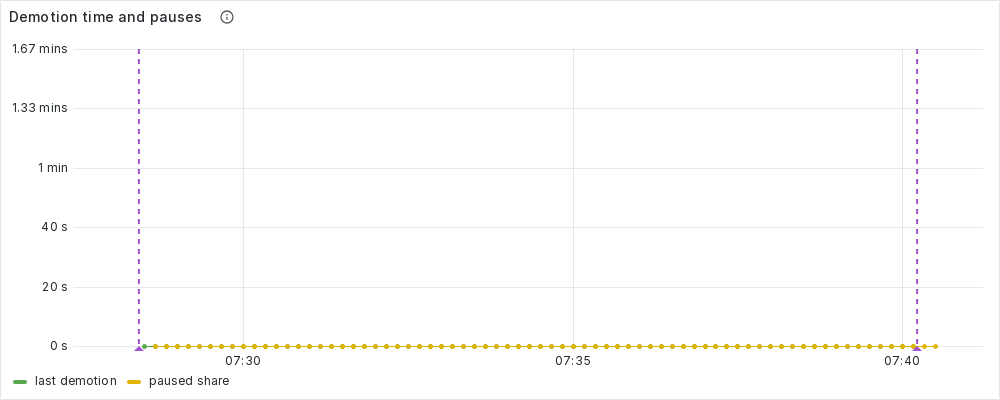 Demotion time and pauses
1.67 mins
1.33 mins
1 min
40 s
20 s
0 s
07:30 07:35 07:40
last demotion paused share